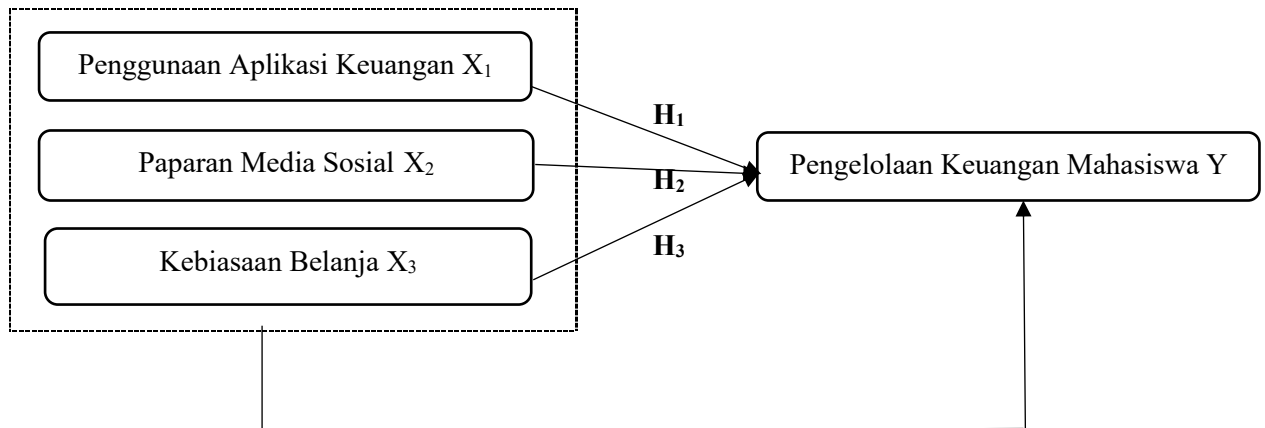 Penggunaan Aplikasi Keuangan X₁
H₁
Paparan Media Sosial X₂
Pengelolaan Keuangan Mahasiswa Y
H₂
Kebiasaan Belanja X₃
H₃